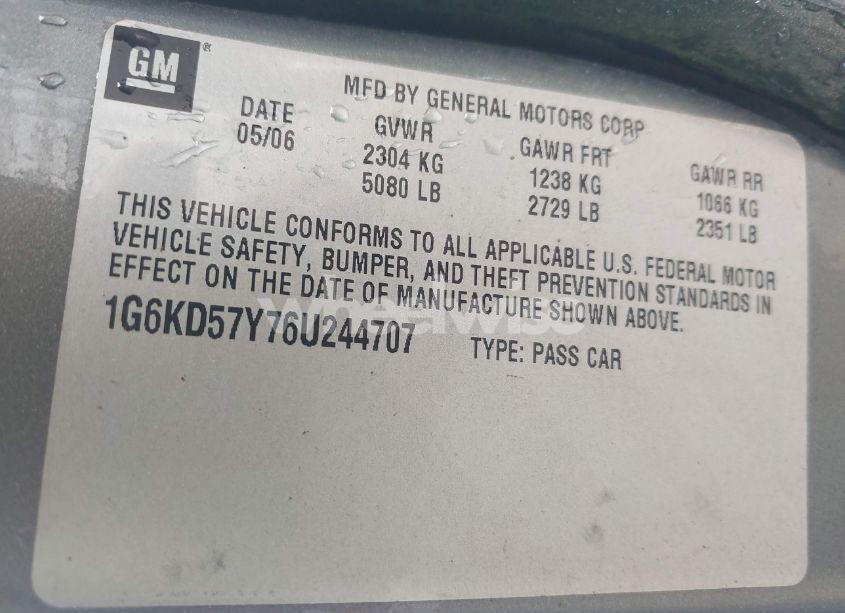 GM ®
MFD BY GENERAL MOTORS CORP
DATE GVWR GAWR FRT GAWR RR
05/06 2304 KG 1238 KG 1066 KG
5080 LB 2729 LB 2351 LB
THIS VEHICLE CONFORMS TO ALL APPLICABLE U.S. FEDERAL MOTOR
VEHICLE SAFETY, BUMPER, AND THEFT PREVENTION STANDARDS IN
EFFECT ON THE DATE OF MANUFACTURE SHOWN ABOVE.
1G6KD57Y76U244707 TYPE: PASS CAR
Wheelwiss